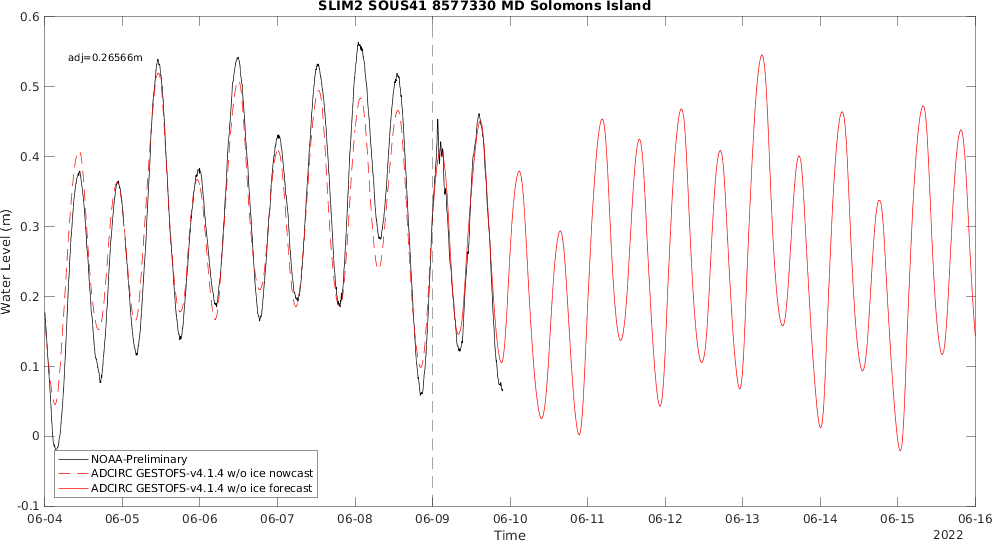 SLIM2 SOUS41 8577330 MD Solomons Island
adj=0.26566m
Water Level (m)
0.6
0.5
0.4
0.3
0.2
0.1
0
-0.1
NOAA-Preliminary
ADCIRC GESTOFS-v4.1.4 w/o ice nowcast
ADCIRC GESTOFS-v4.1.4 w/o ice forecast
06-04 06-05 06-06 06-07 06-08 06-09 06-10 06-11 06-12 06-13 06-14 06-15 06-16
Time
2022